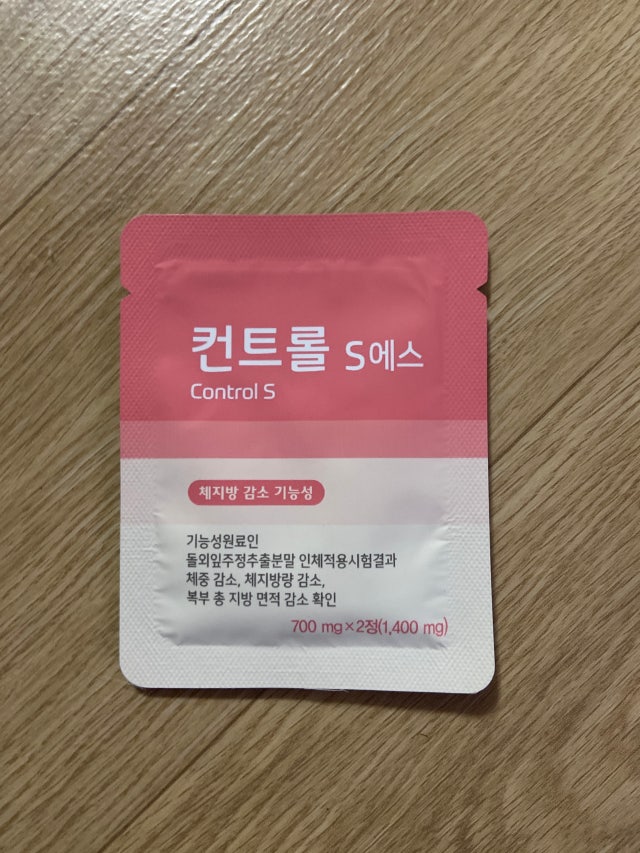 컨트롤 S에스
Control S
체지방 감소 기능성
기능성원료인
돌외잎주정추출분말 인체적용시험결과
체중 감소, 체지방량 감소,
복부 총 지방 면적 감소 확인
700 mg×2정(1,400 mg)